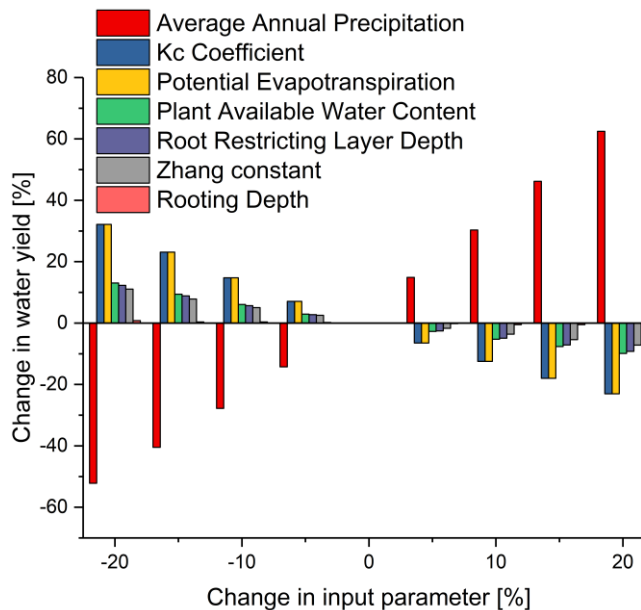 Average Annual Precipitation
Kc Coefficient
Potential Evapotranspiration
Plant Available Water Content
Root Restricting Layer Depth
Zhang constant
Rooting Depth
80
60
40
20
0
-20
-40
-60
Change in water yield [%]
-20
-10
0
10
20
Change in input parameter [%]